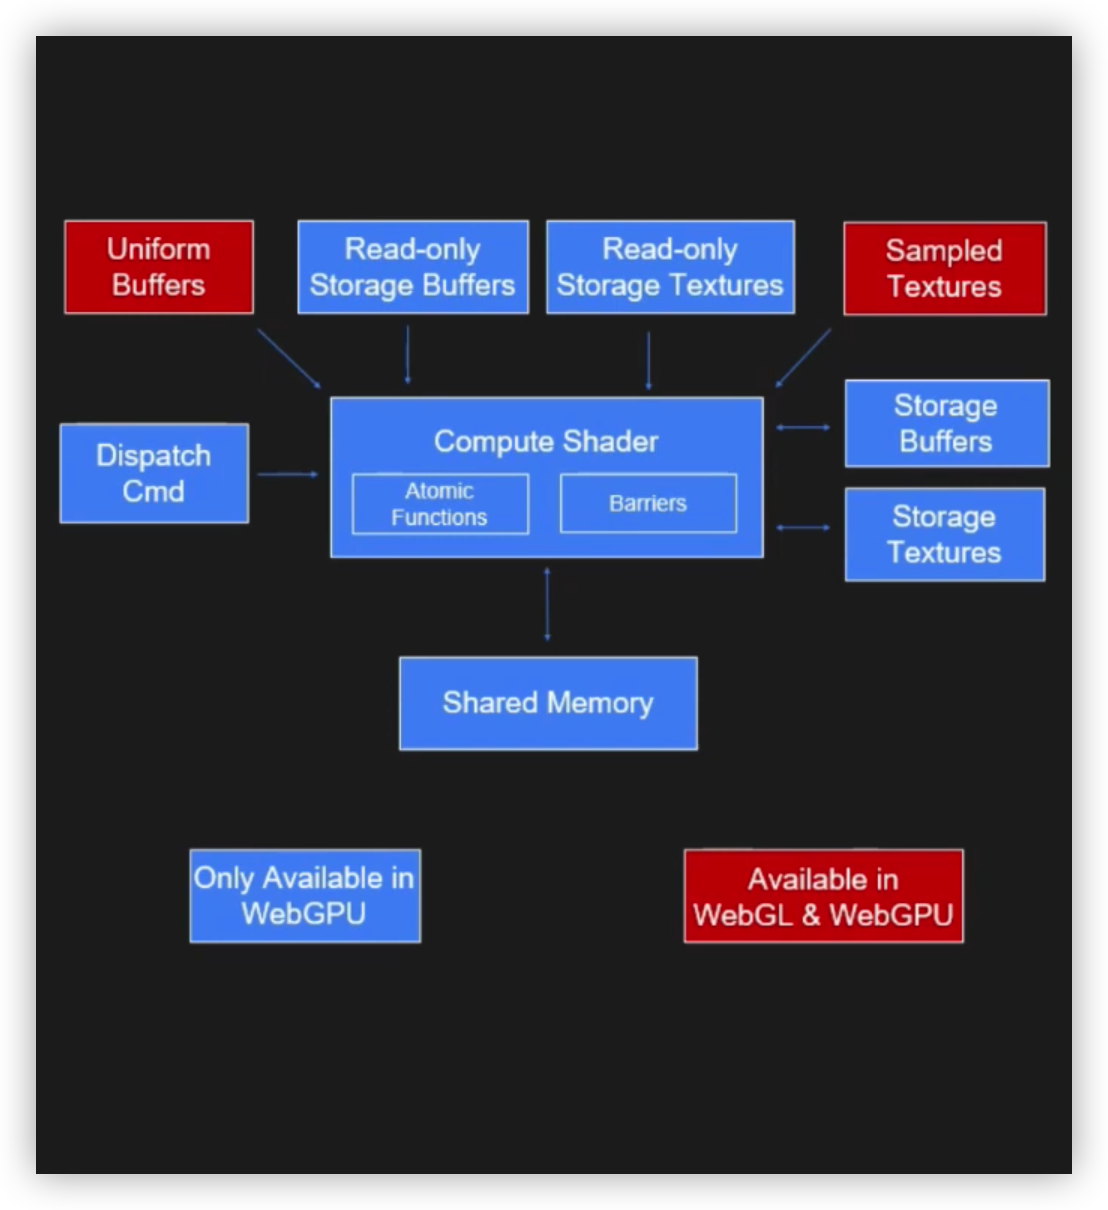 Uniform
Buffers
Read-only
Storage Buffers
Read-only
Storage Textures
Sampled
Textures
Dispatch
Cmd
Compute Shader
Atomic
Functions
Barriers
Storage
Buffers
Storage
Textures
Shared Memory
Only Available in
WebGPU
Available in
WebGL & WebGPU